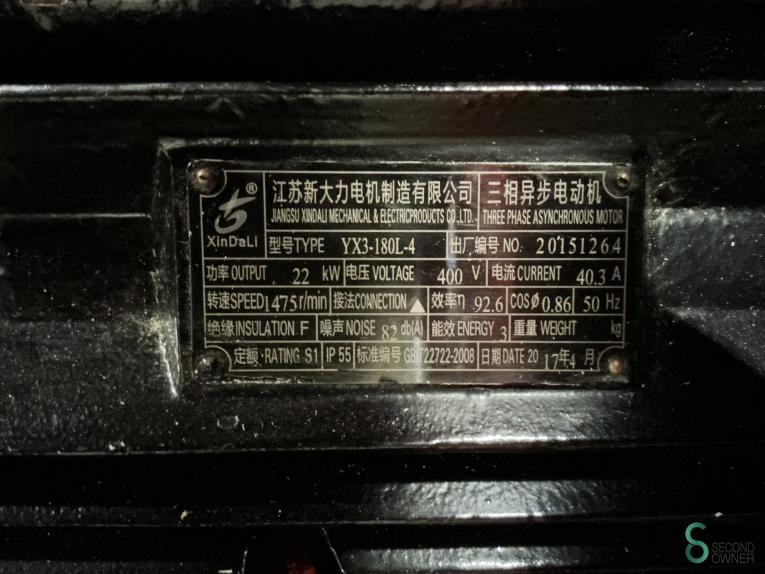 江苏新大力电机制造有限公司 三相异步电动机
JIANGSU XINDALI MECHANICAL & ELECTRICPRODUCTS CO.,LTD. THREE PHASE ASYNCHRONOUS MOTOR
®
XinDaLi
型号TYPE YX3-180L-4 出厂编号 NO. 20151264
功率OUTPUT 22 kW 电压VOLTAGE 400 V 电流CURRENT 40.3 A
转速SPEED 1475 r/min 接法CONNECTION △ 效率η 92.6 COSφ 0.86 50 Hz
绝缘INSULATION F 噪声NOISE 82 db(A) 能效ENERGY 3 重量WEIGHT kg
定额·RATING S1 IP 55 标准编号 GB/T22722-2008 日期DATE 20 17年4月
SECOND
OWNER